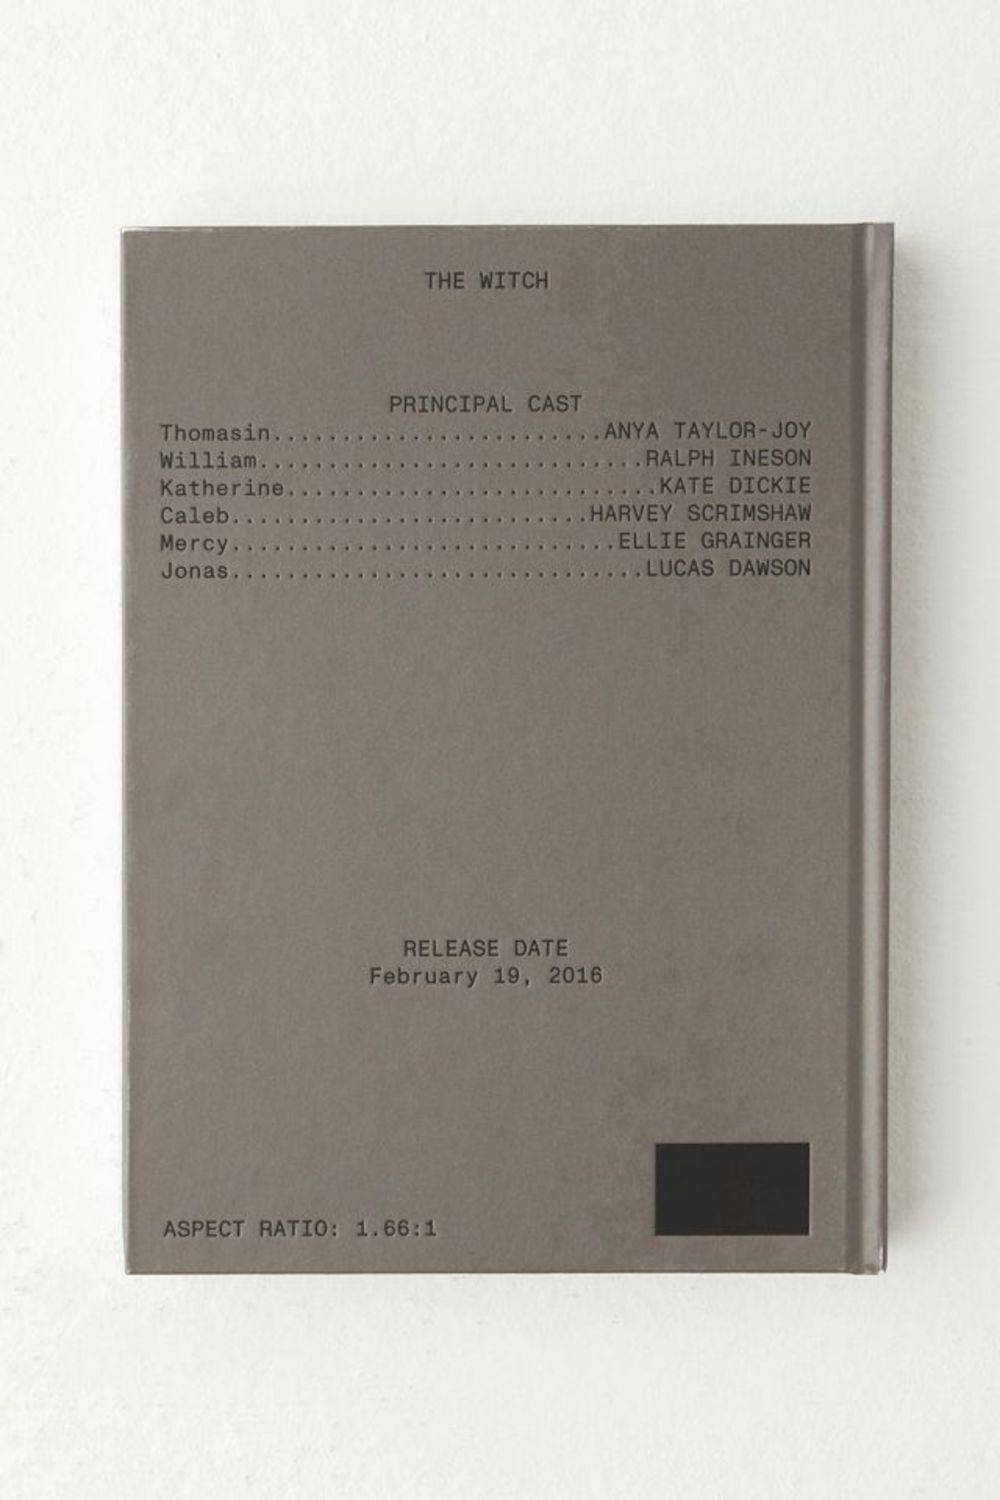 THE WITCH
PRINCIPAL CAST
Thomasin........................ANYA TAYLOR-JOY
William............................RALPH INESON
Katherine...........................KATE DICKIE
Caleb..........................HARVEY SCRIMSHAW
Mercy............................ELLIE GRAINGER
Jonas..............................LUCAS DAWSON
RELEASE DATE
February 19, 2016
ASPECT RATIO: 1.66:1